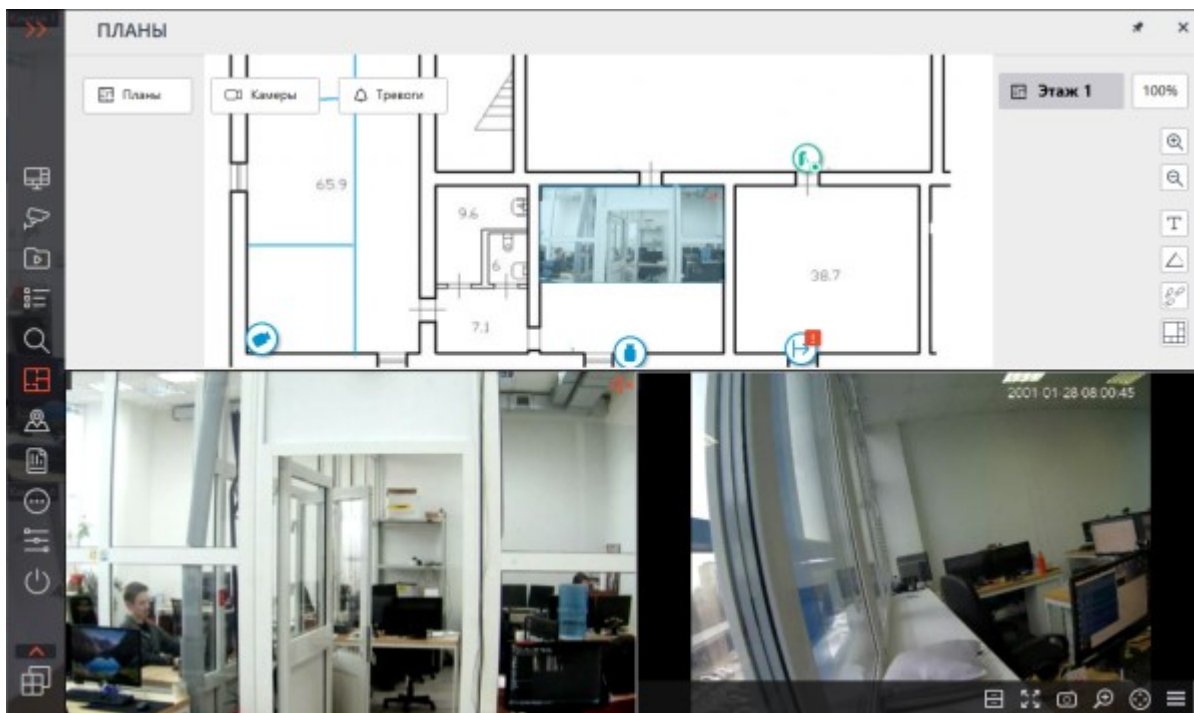 ПЛАНЫ
Планы
Камеры
Тревоги
Этаж 1
100%
65.9
9.6
6
7.1
38.7
T
2001-01-28 08:00:45